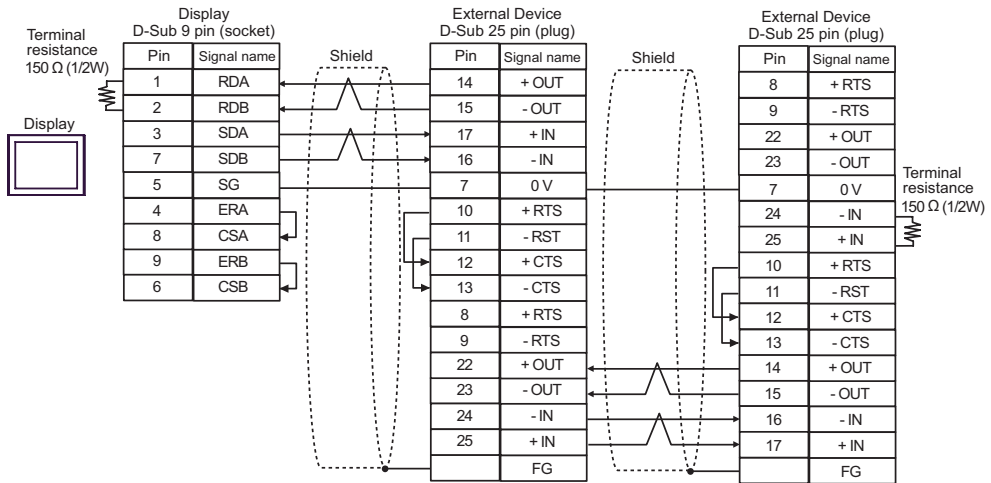 Display
D-Sub 9 pin (socket)
Terminal
resistance
150 Ω (1/2W)
Display
Pin Signal name
1 RDA
2 RDB
3 SDA
7 SDB
5 SG
4 ERA
8 CSA
9 ERB
6 CSB
Shield
External Device
D-Sub 25 pin (plug)
Pin Signal name
14 + OUT
15 - OUT
17 + IN
16 - IN
7 0 V
10 + RTS
11 - RST
12 + CTS
13 - CTS
8 + RTS
9 - RTS
22 + OUT
23 - OUT
24 - IN
25 + IN
FG
Shield
External Device
D-Sub 25 pin (plug)
Pin Signal name
8 + RTS
9 - RTS
22 + OUT
23 - OUT
7 0 V
24 - IN
25 + IN
10 + RTS
11 - RST
12 + CTS
13 - CTS
14 + OUT
15 - OUT
16 - IN
17 + IN
FG
Terminal
resistance
150 Ω (1/2W)